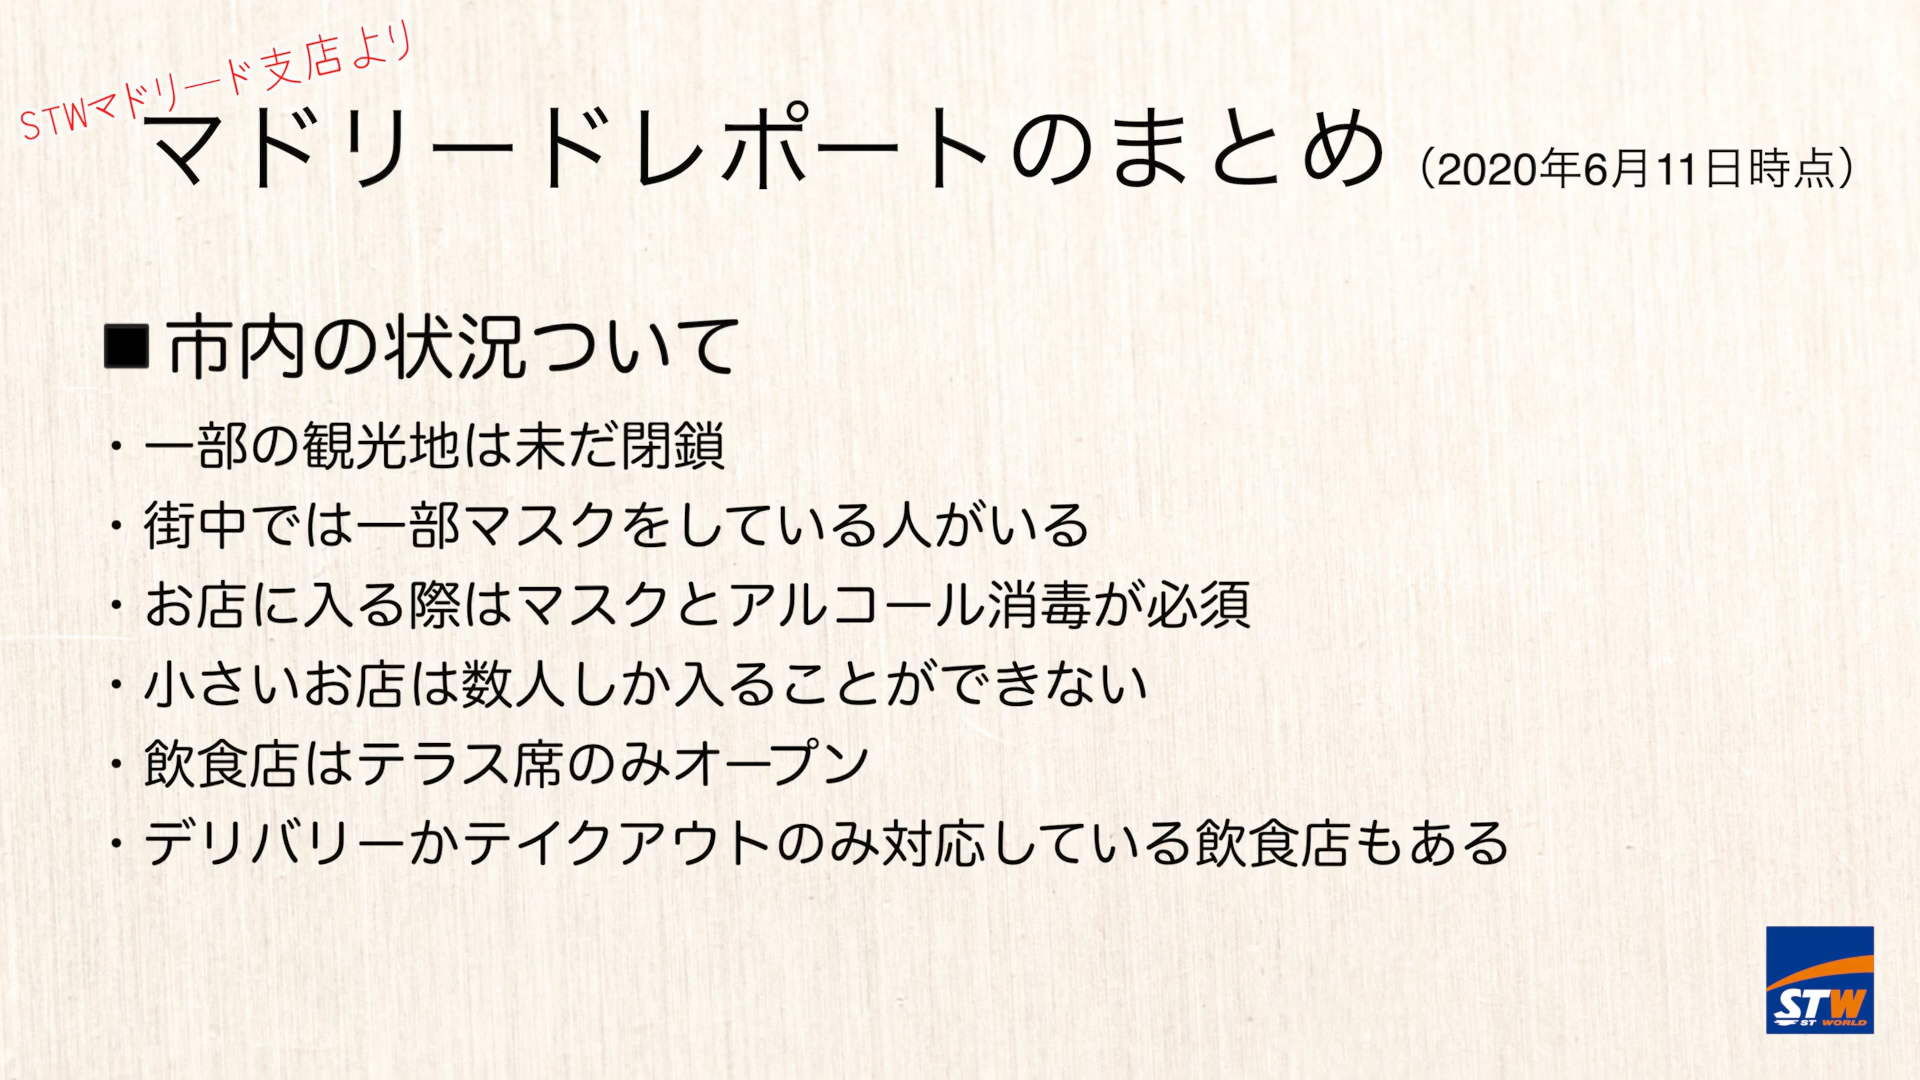 STWマドリード支店より
マドリードレポートのまとめ（2020年6月11日時点）
■市内の状況ついて
・一部の観光地は未だ閉鎖
・街中では一部マスクをしている人がいる
・お店に入る際はマスクとアルコール消毒が必須
・小さいお店は数人しか入ることができない
・飲食店はテラス席のみオープン
・デリバリーかテイクアウトのみ対応している飲食店もある
STW
ST WORLD